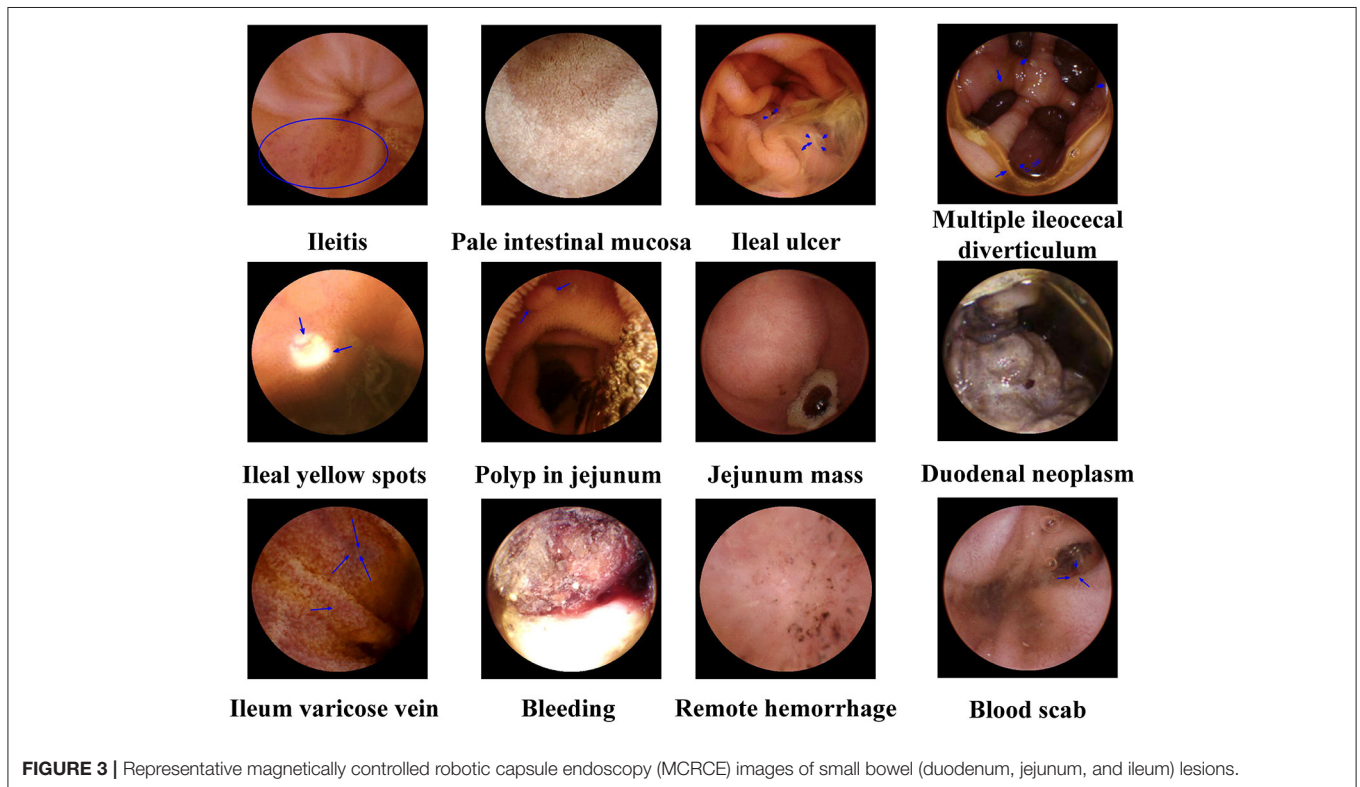 Ileitis
Pale intestinal mucosa
Ileal ulcer
Multiple ileocecal
diverticulum
Ileal yellow spots
Polyp in jejunum
Jejunum mass
Duodenal neoplasm
Ileum varicose vein
Bleeding
Remote hemorrhage
Blood scab
FIGURE 3 | Representative magnetically controlled robotic capsule endoscopy (MCRCE) images of small bowel (duodenum, jejunum, and ileum) lesions.